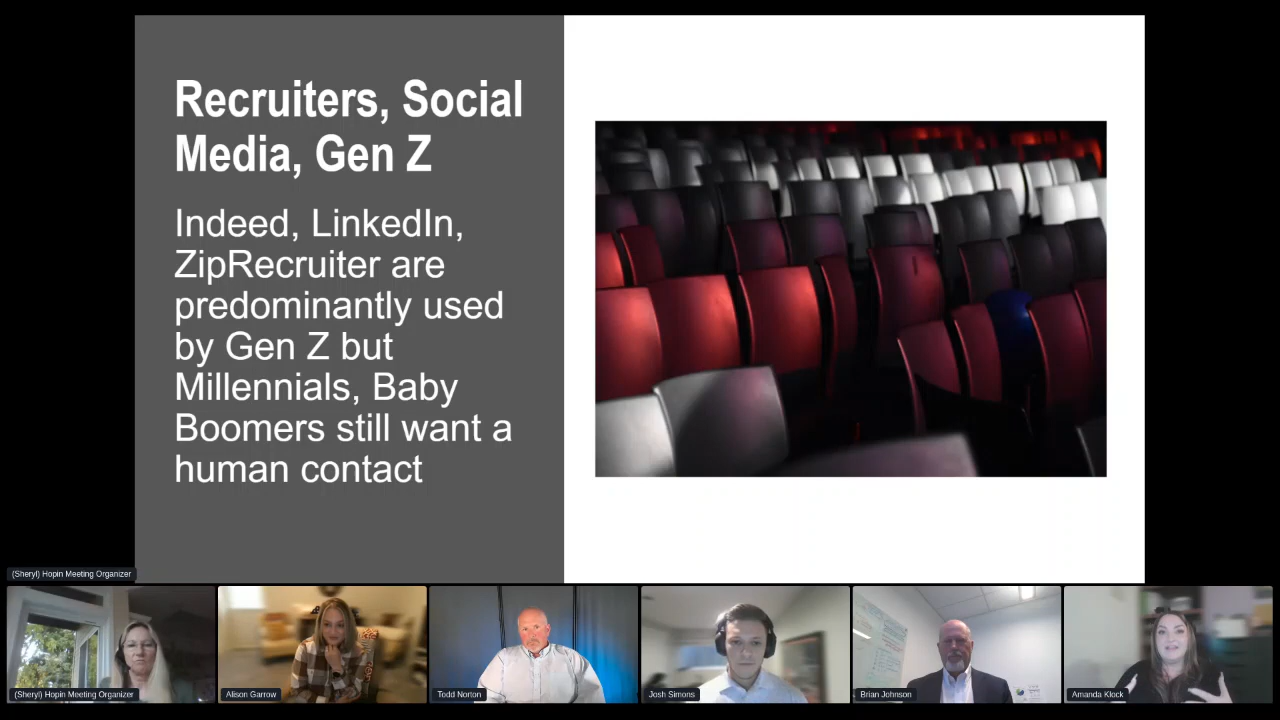 Recruiters, Social
Media, Gen Z
Indeed, LinkedIn,
ZipRecruiter are
predominantly used
by Gen Z but
Millennials, Baby
Boomers still want a
human contact
(Sheryl) Hopin Meeting Organizer
(Sheryl) Hopin Meeting Organizer
Alison Garrow
Todd Norton
Josh Simons
Brian Johnson
Amanda Klock